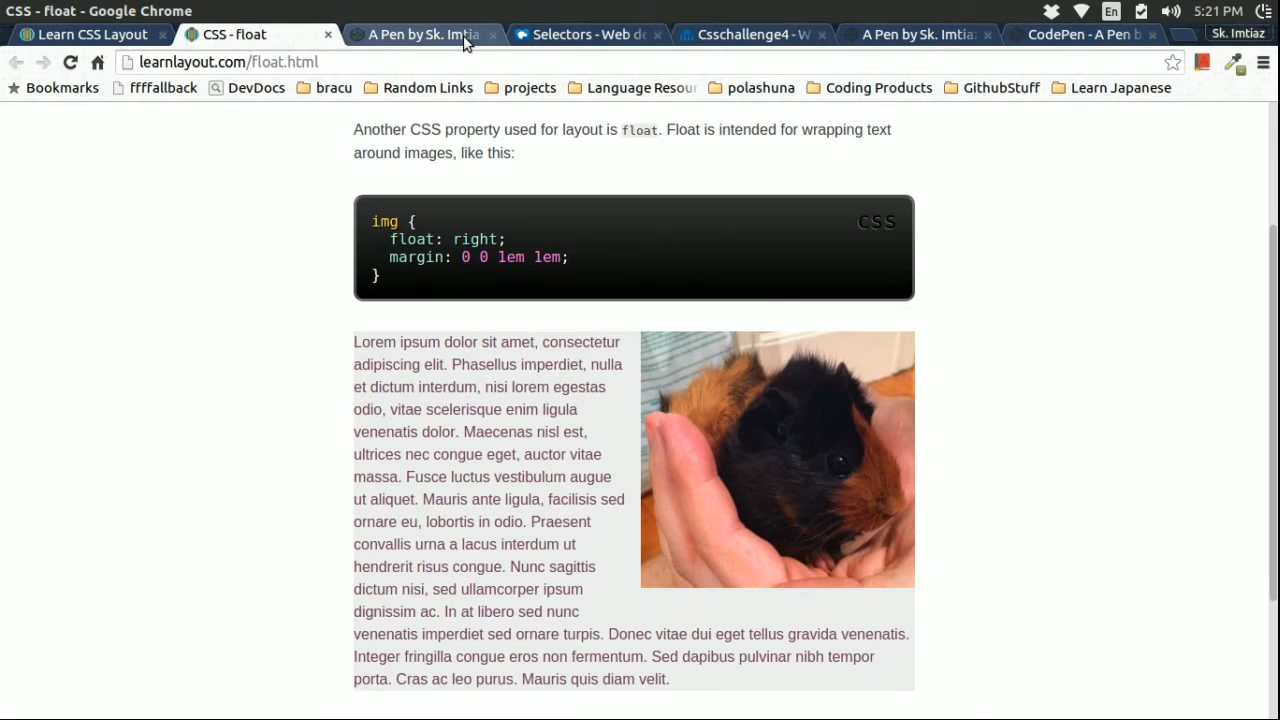 CSS - float - Google Chrome
En
5:21 PM
Learn CSS Layout
CSS - float
A Pen by Sk. Imtia
Selectors - Web de
Csschallenge4 - W
A Pen by Sk. Imtiaz
CodePen - A Pen b
Sk. Imtiaz
learnlayout.com/float.html
Bookmarks
ffffallback
DevDocs
bracu
Random Links
projects
Language Resou
polashuna
Coding Products
GithubStuff
Learn Japanese
Another CSS property used for layout is float. Float is intended for wrapping text
around images, like this:
CSS
img {
float: right;
margin: 0 0 1em 1em;
}
Lorem ipsum dolor sit amet, consectetur
adipiscing elit. Phasellus imperdiet, nulla
et dictum interdum, nisi lorem egestas
odio, vitae scelerisque enim ligula
venenatis dolor. Maecenas nisl est,
ultrices nec congue eget, auctor vitae
massa. Fusce luctus vestibulum augue
ut aliquet. Mauris ante ligula, facilisis sed
ornare eu, lobortis in odio. Praesent
convallis urna a lacus interdum ut
hendrerit risus congue. Nunc sagittis
dictum nisi, sed ullamcorper ipsum
dignissim ac. In at libero sed nunc
venenatis imperdiet sed ornare turpis. Donec vitae dui eget tellus gravida venenatis.
Integer fringilla congue eros non fermentum. Sed dapibus pulvinar nibh tempor
porta. Cras ac leo purus. Mauris quis diam velit.